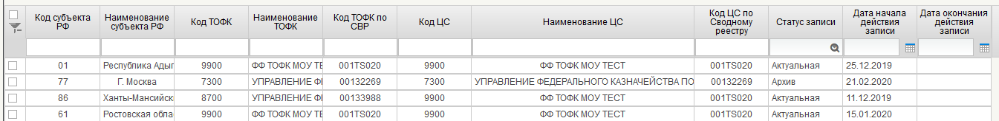 Код субъекта РФ Наименование субъекта РФ Код ТОФК Наименование ТОФК Код ТОФК по СВР Код ЦС Наименование ЦС Код ЦС по Сводному реестру Статус записи Дата начала действия записи Дата окончания действия записи
01 Республика Адыг 9900 ФФ ТОФК МОУ ТЕ 001TS020 9900 ФФ ТОФК МОУ ТЕСТ 001TS020 Актуальная 25.12.2019
77 Г. Москва 7300 УПРАВЛЕНИЕ ФЕ 00132269 7300 УПРАВЛЕНИЕ ФЕДЕРАЛЬНОГО КАЗНАЧЕЙСТВА ПО 00132269 Архив 21.02.2020
86 Ханты-Мансийск 8700 УПРАВЛЕНИЕ ФЕ 00133988 9900 ФФ ТОФК МОУ ТЕСТ 001TS020 Актуальная 11.12.2019
61 Ростовская обла 9900 ФФ ТОФК МОУ ТЕ 001TS020 9900 ФФ ТОФК МОУ ТЕСТ 001TS020 Актуальная 15.01.2020